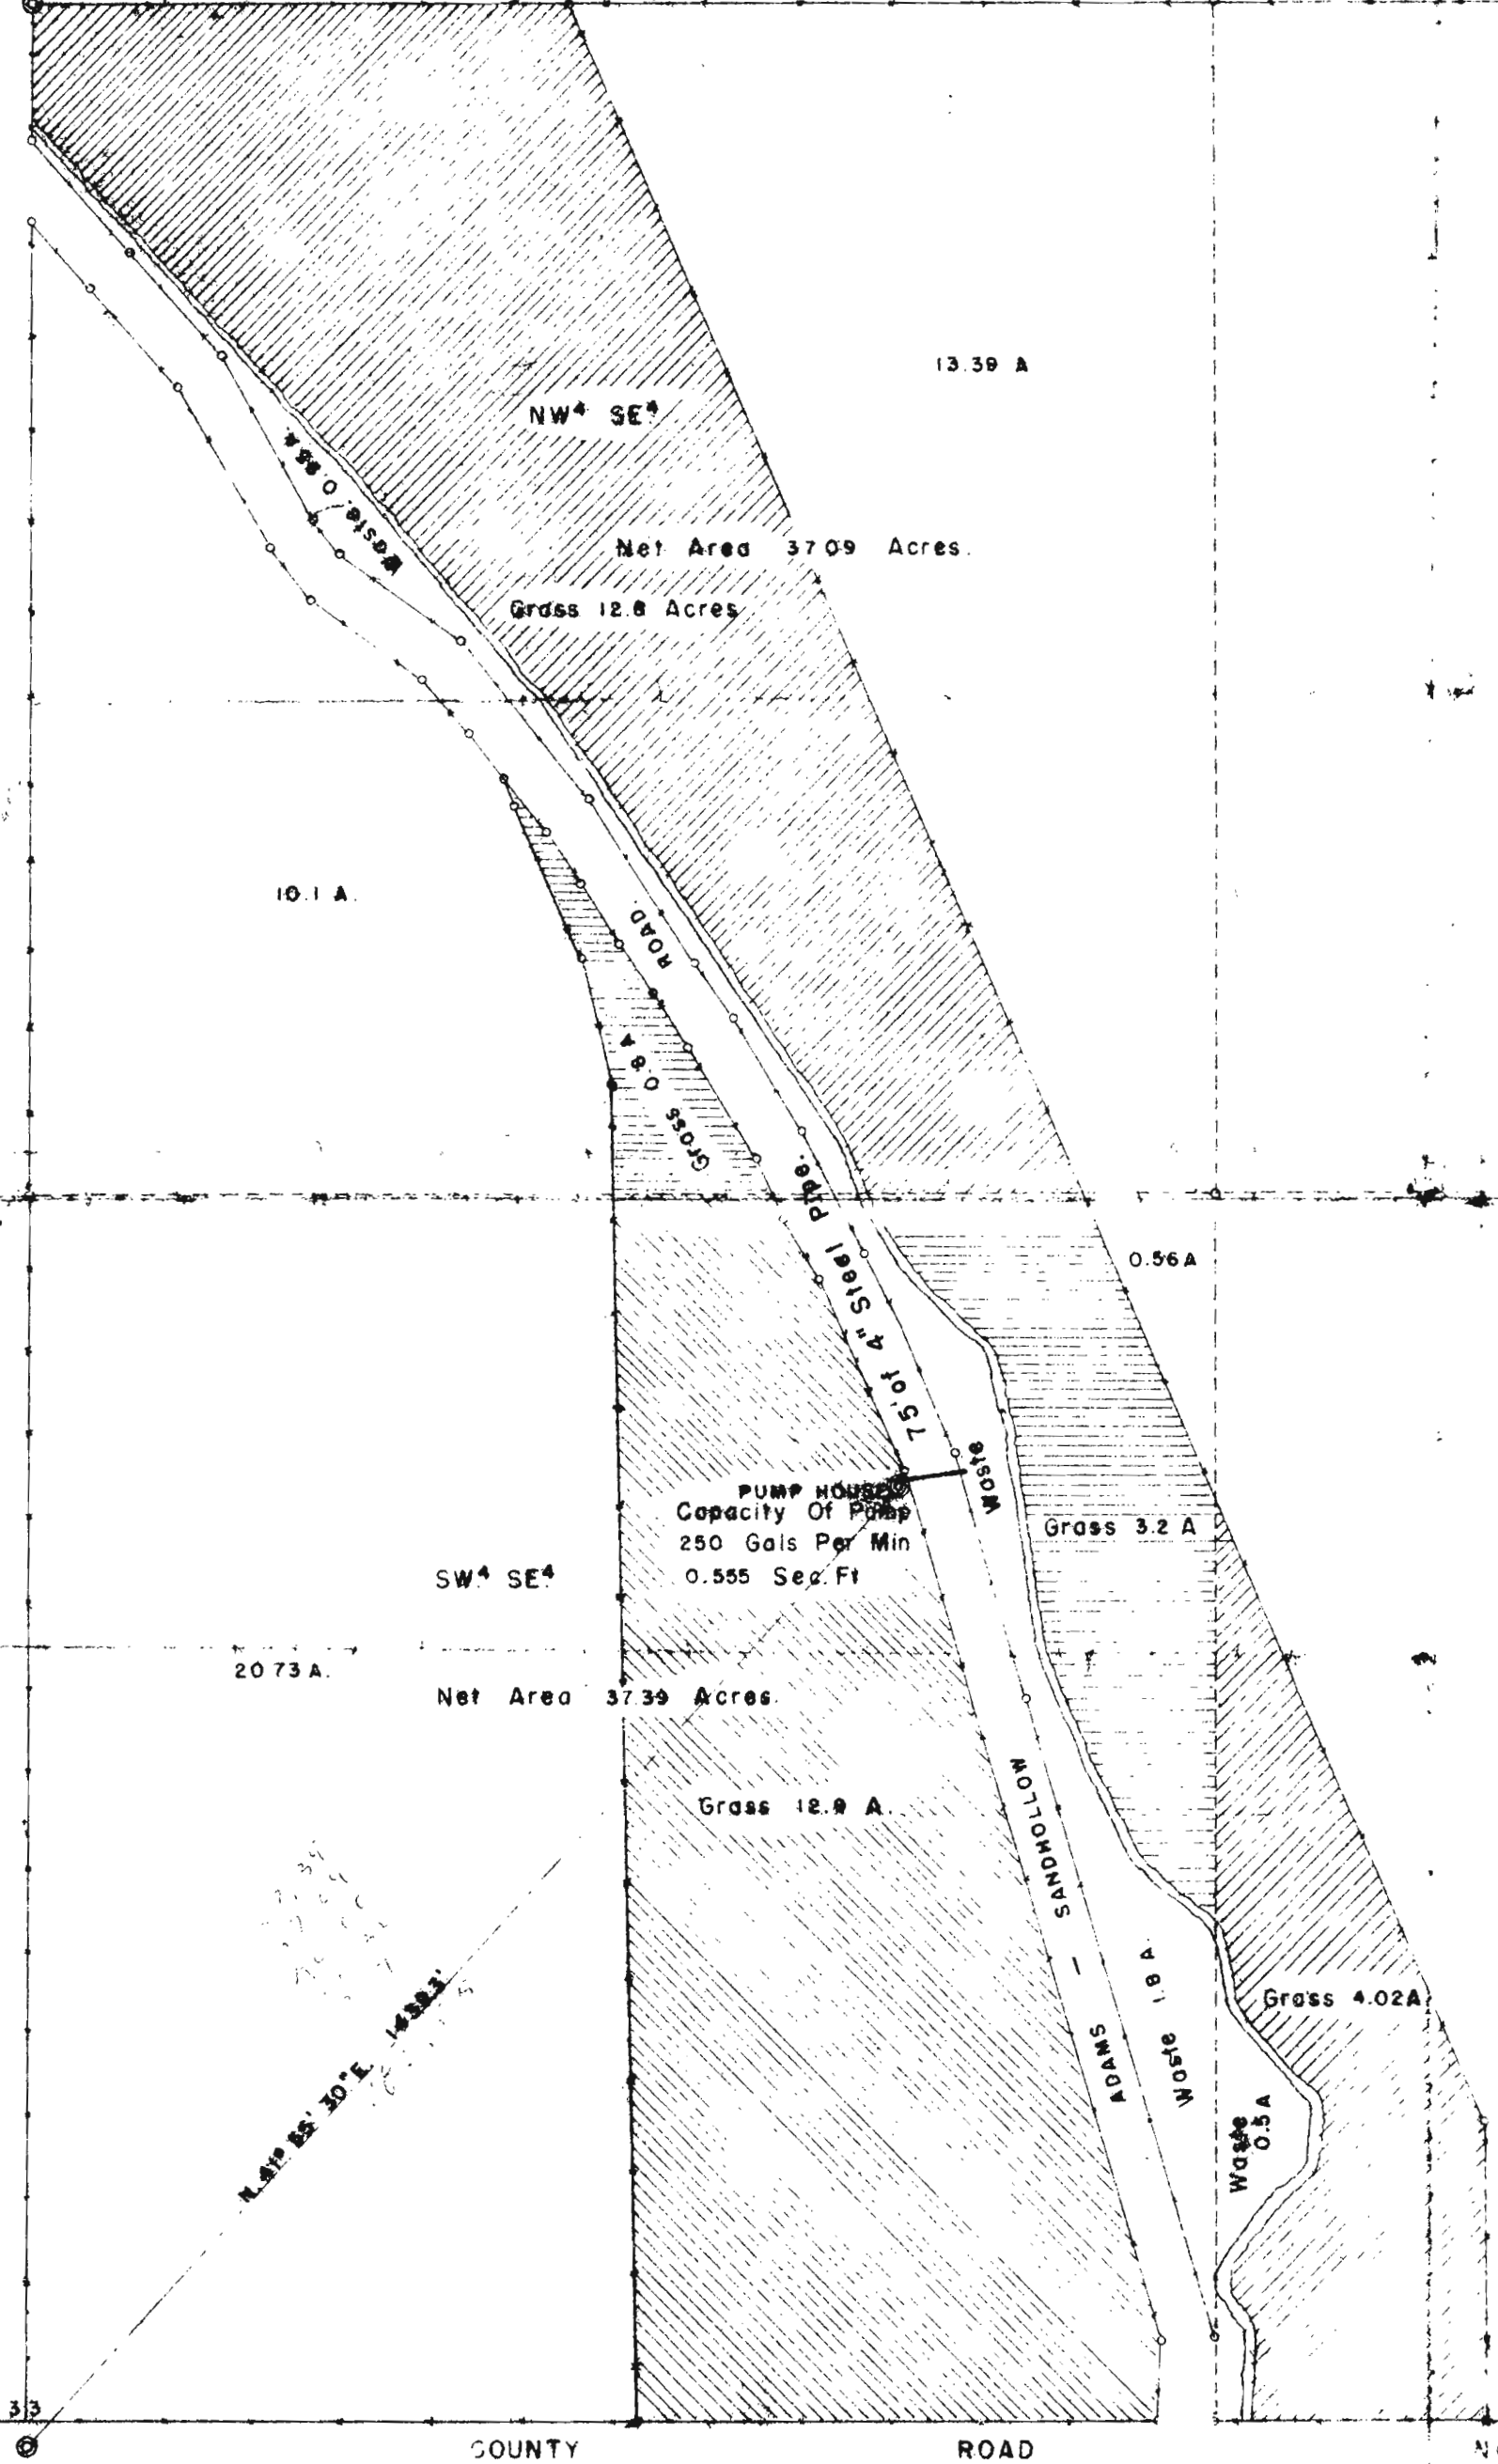 13.39 A
NW⁴ SE⁴
Waste.
Net Area 37 09 Acres.
Grass 12.8 Acres
10.1 A.
ROAD.
Grass 0.8 A
0.56 A
75' of 4" Steel Pipe.
Waste
PUMP HOUSE
Capacity Of Pump
250 Gals Per Min
0.555 Sec. Ft
Grass 3.2 A
SW⁴ SE⁴
20 73 A.
Net Area 37.39 Acres.
Grass 12.9 A.
ADAMS — SANDHOLLOW
Waste 1.8 A.
Grass 4.02 A
Waste
0.5 A
30" E.
33
COUNTY ROAD